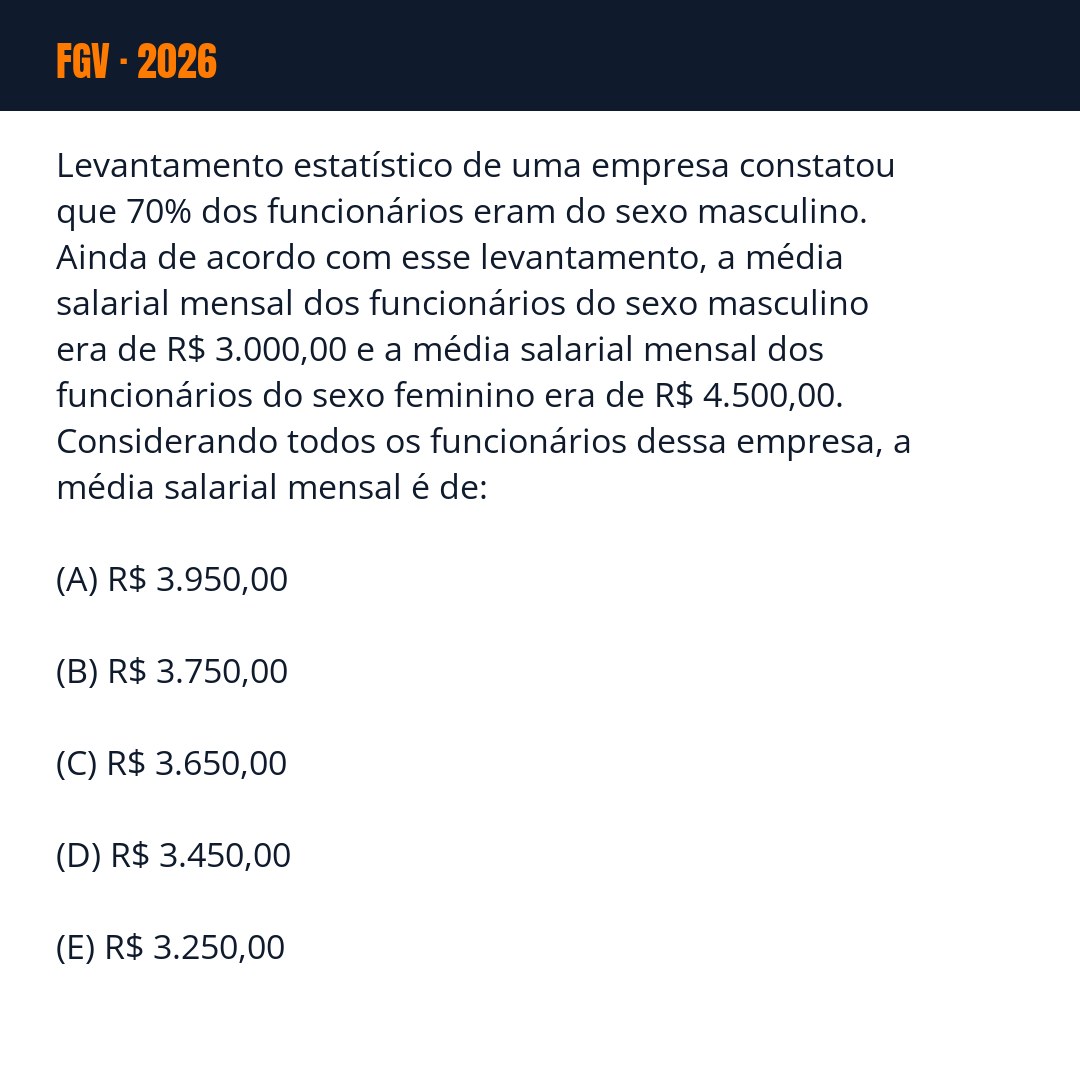 FGV · 2026
Levantamento estatístico de uma empresa constatou
que 70% dos funcionários eram do sexo masculino.
Ainda de acordo com esse levantamento, a média
salarial mensal dos funcionários do sexo masculino
era de R$ 3.000,00 e a média salarial mensal dos
funcionários do sexo feminino era de R$ 4.500,00.
Considerando todos os funcionários dessa empresa, a
média salarial mensal é de:
(A) R$ 3.950,00
(B) R$ 3.750,00
(C) R$ 3.650,00
(D) R$ 3.450,00
(E) R$ 3.250,00